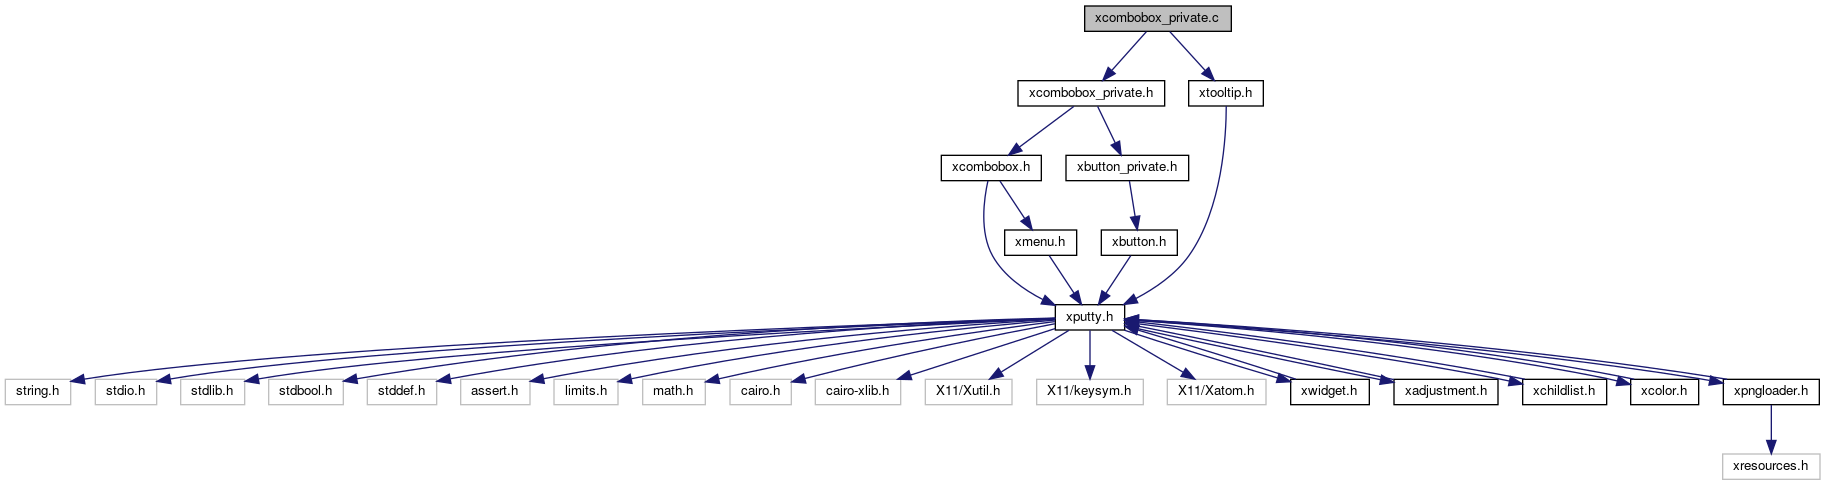 xcombobox_private.c
xcombobox_private.h
xtooltip.h
xcombobox.h
xbutton_private.h
xmenu.h
xbutton.h
xputty.h
string.h
stdio.h
stdlib.h
stdbool.h
stddef.h
assert.h
limits.h
math.h
cairo.h
cairo-xlib.h
X11/Xutil.h
X11/keysym.h
X11/Xatom.h
xwidget.h
xadjustment.h
xchildlist.h
xcolor.h
xpngloader.h
xresources.h